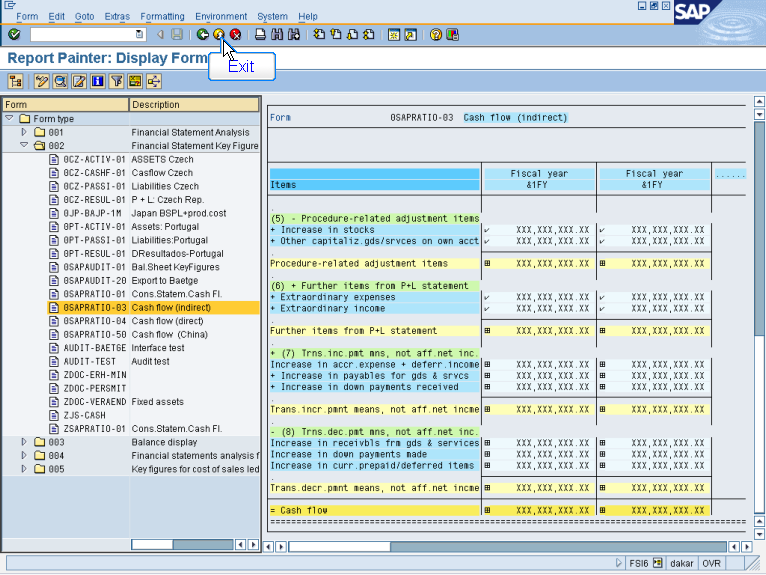 Form Edit Goto Extras Formatting Environment System Help
SAP
Report Painter: Display Form
Exit
Form Description
Form type
001 Financial Statement Analysis
002 Financial Statement Key Figure
0CZ-ACTIV-01 ASSETS Czech
0CZ-CASHF-01 Casflow Czech
0CZ-PASSI-01 Liabilities Czech
0CZ-RESUL-01 P + L: Czech Rep.
0JP-BAJP-1M Japan BSPL+prod.cost
0PT-ACTIV-01 Assets: Portugal
0PT-PASSI-01 Liabilities:Portugal
0PT-RESUL-01 DResultados-Portugal
0SAPAUDIT-01 Bal.Sheet KeyFigures
0SAPAUDIT-20 Export to Baetge
0SAPRATIO-01 Cons.Statem.Cash Fl.
0SAPRATIO-03 Cash flow (indirect)
0SAPRATIO-04 Cash flow (direct)
0SAPRATIO-50 Cash flow (China)
AUDIT-BAETGE Interface test
AUDIT-TEST Audit test
ZDOC-ERH-MIN
ZDOC-PERSMIT
ZDOC-VERAEND Fixed assets
ZJS-CASH
ZSAPRATIO-01 Cons.Statem.Cash Fl.
003 Balance display
004 Financial statements analysis f
005 Key figures for cost of sales led
Form 0SAPRATIO-03 Cash flow (indirect)
Fiscal year Fiscal year ......
Items &1FY &1FY
.
(5) - Procedure-related adjustment items
+ Increase in stocks XXX,XXX,XXX.XX XXX,XXX,XXX.XX
+ Other capitaliz.gds/srvces on own acct XXX,XXX,XXX.XX XXX,XXX,XXX.XX
.
Procedure-related adjustment items XXX,XXX,XXX.XX XXX,XXX,XXX.XX
.
(6) + Further items from P+L statement
+ Extraordinary expenses XXX,XXX,XXX.XX XXX,XXX,XXX.XX
+ Extraordinary income XXX,XXX,XXX.XX XXX,XXX,XXX.XX
.
Further items from P+L statement XXX,XXX,XXX.XX XXX,XXX,XXX.XX
.
+ (7) Trns.inc.pmt mns, not aff.net inc.
Increase in accr.expense + deferr.income XXX,XXX,XXX.XX XXX,XXX,XXX.XX
+ Increase in payables for gds & srvcs XXX,XXX,XXX.XX XXX,XXX,XXX.XX
+ Increase in down payments received XXX,XXX,XXX.XX XXX,XXX,XXX.XX
.
Trans.incr.pmnt means, not aff.net incme XXX,XXX,XXX.XX XXX,XXX,XXX.XX
.
- (8) Trns.dec.pmt mns, not aff.net inc.
Increase in receivbls frm gds & services XXX,XXX,XXX.XX XXX,XXX,XXX.XX
Increase in down payments made XXX,XXX,XXX.XX XXX,XXX,XXX.XX
Increase in curr.prepaid/deferred items XXX,XXX,XXX.XX XXX,XXX,XXX.XX
.
Trans.decr.pmnt means, not aff.net incme XXX,XXX,XXX.XX XXX,XXX,XXX.XX
= Cash flow XXX,XXX,XXX.XX XXX,XXX,XXX.XX
FSI6 dakar OVR